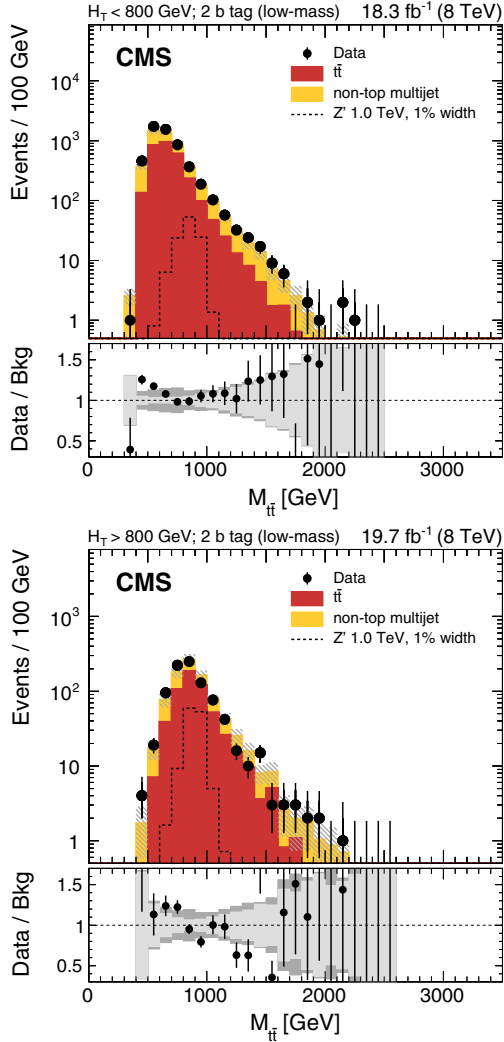 H_T < 800 GeV; 2 b tag (low-mass) 18.3 fb⁻¹ (8 TeV)
CMS
Data
tt̄
non-top multijet
Z' 1.0 TeV, 1% width
Events / 100 GeV
10⁴
10³
10²
10
1
Data / Bkg
1.5
1.0
0.5
0 1000 2000 3000
M_tt̄ [GeV]
H_T > 800 GeV; 2 b tag (low-mass) 19.7 fb⁻¹ (8 TeV)
CMS
Data
tt̄
non-top multijet
Z' 1.0 TeV, 1% width
Events / 100 GeV
10³
10²
10
1
Data / Bkg
1.5
1.0
0.5
0 1000 2000 3000
M_tt̄ [GeV]